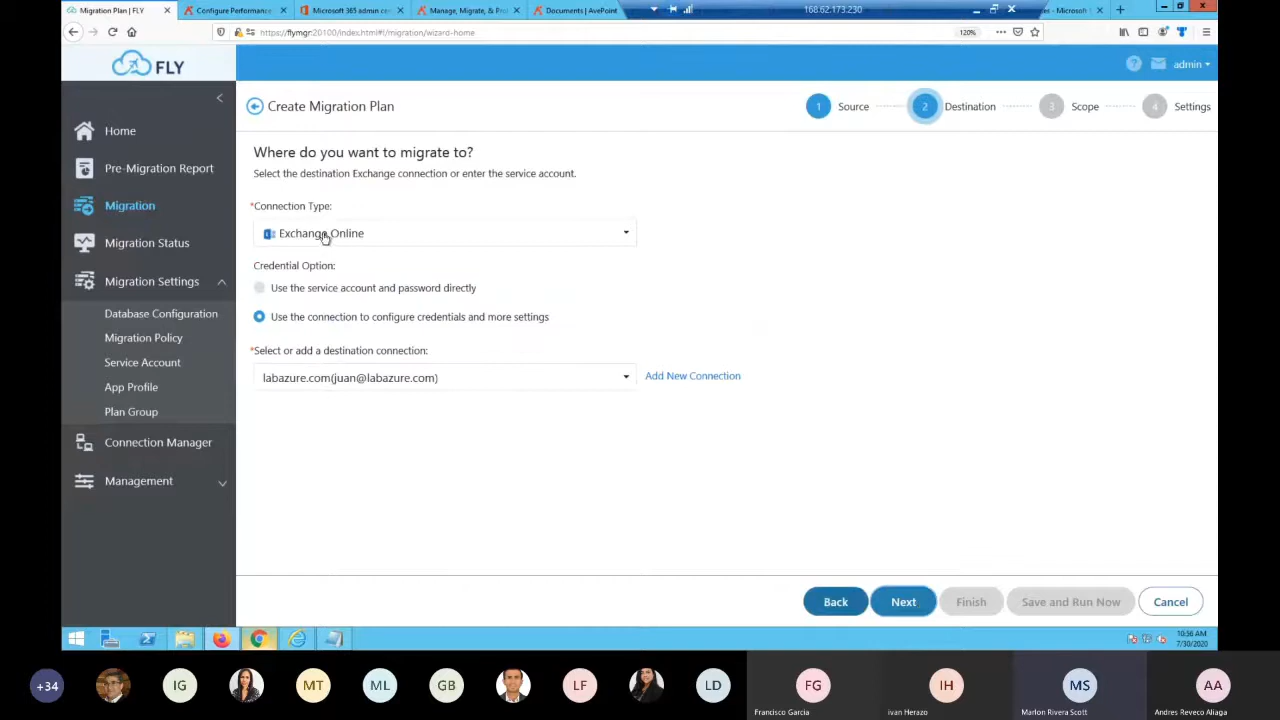 Migration Plan | FLY
Configure Performance
Microsoft 365 admin ce
Manage, Migrate, & Pro
Documents | AvePoint
168.62.173.230
- Microsoft
https://flymgr:20100/index.html#!/migration/wizard-home
120%
FLY
admin
Create Migration Plan
1 Source
2 Destination
3 Scope
4 Settings
Home
Pre-Migration Report
Migration
Migration Status
Migration Settings
Database Configuration
Migration Policy
Service Account
App Profile
Plan Group
Connection Manager
Management
Where do you want to migrate to?
Select the destination Exchange connection or enter the service account.
*Connection Type:
Exchange Online
Credential Option:
Use the service account and password directly
Use the connection to configure credentials and more settings
*Select or add a destination connection:
labazure.com(juan@labazure.com)
Add New Connection
Back
Next
Finish
Save and Run Now
Cancel
10:36 AM
7/30/2020
+34
IG
MT
ML
GB
LF
LD
FG
IH
MS
AA
Francisco Garcia
ivan Herazo
Marlon Rivera Scott
Andres Reveco Aliaga